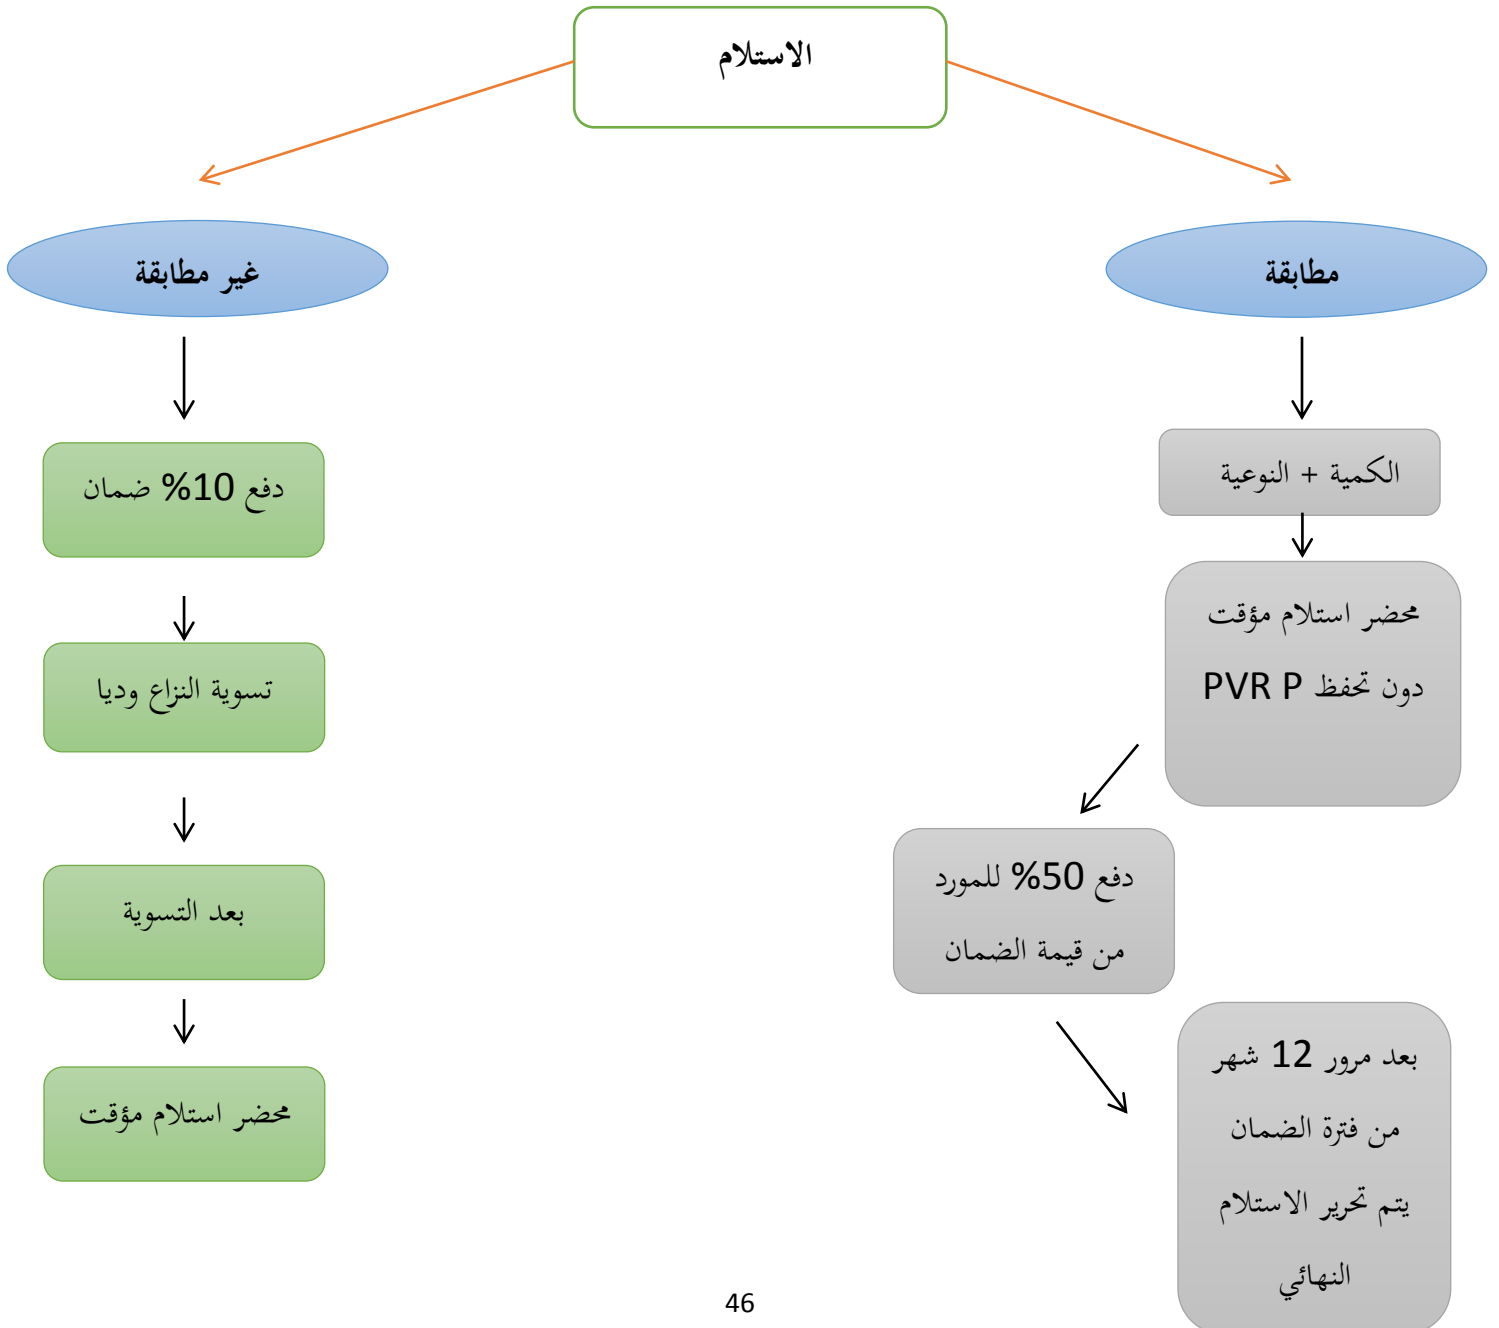 الاستلام
مطابقة
غير مطابقة
الكمية + النوعية
محضر استلام مؤقت
دون تحفظ PVR P
دفع 50% للمورد
من قيمة الضمان
بعد مرور 12 شهر
من فترة الضمان
يتم تحرير الاستلام
النهائي
دفع 10% ضمان
تسوية النزاع وديا
بعد التسوية
محضر استلام مؤقت
46